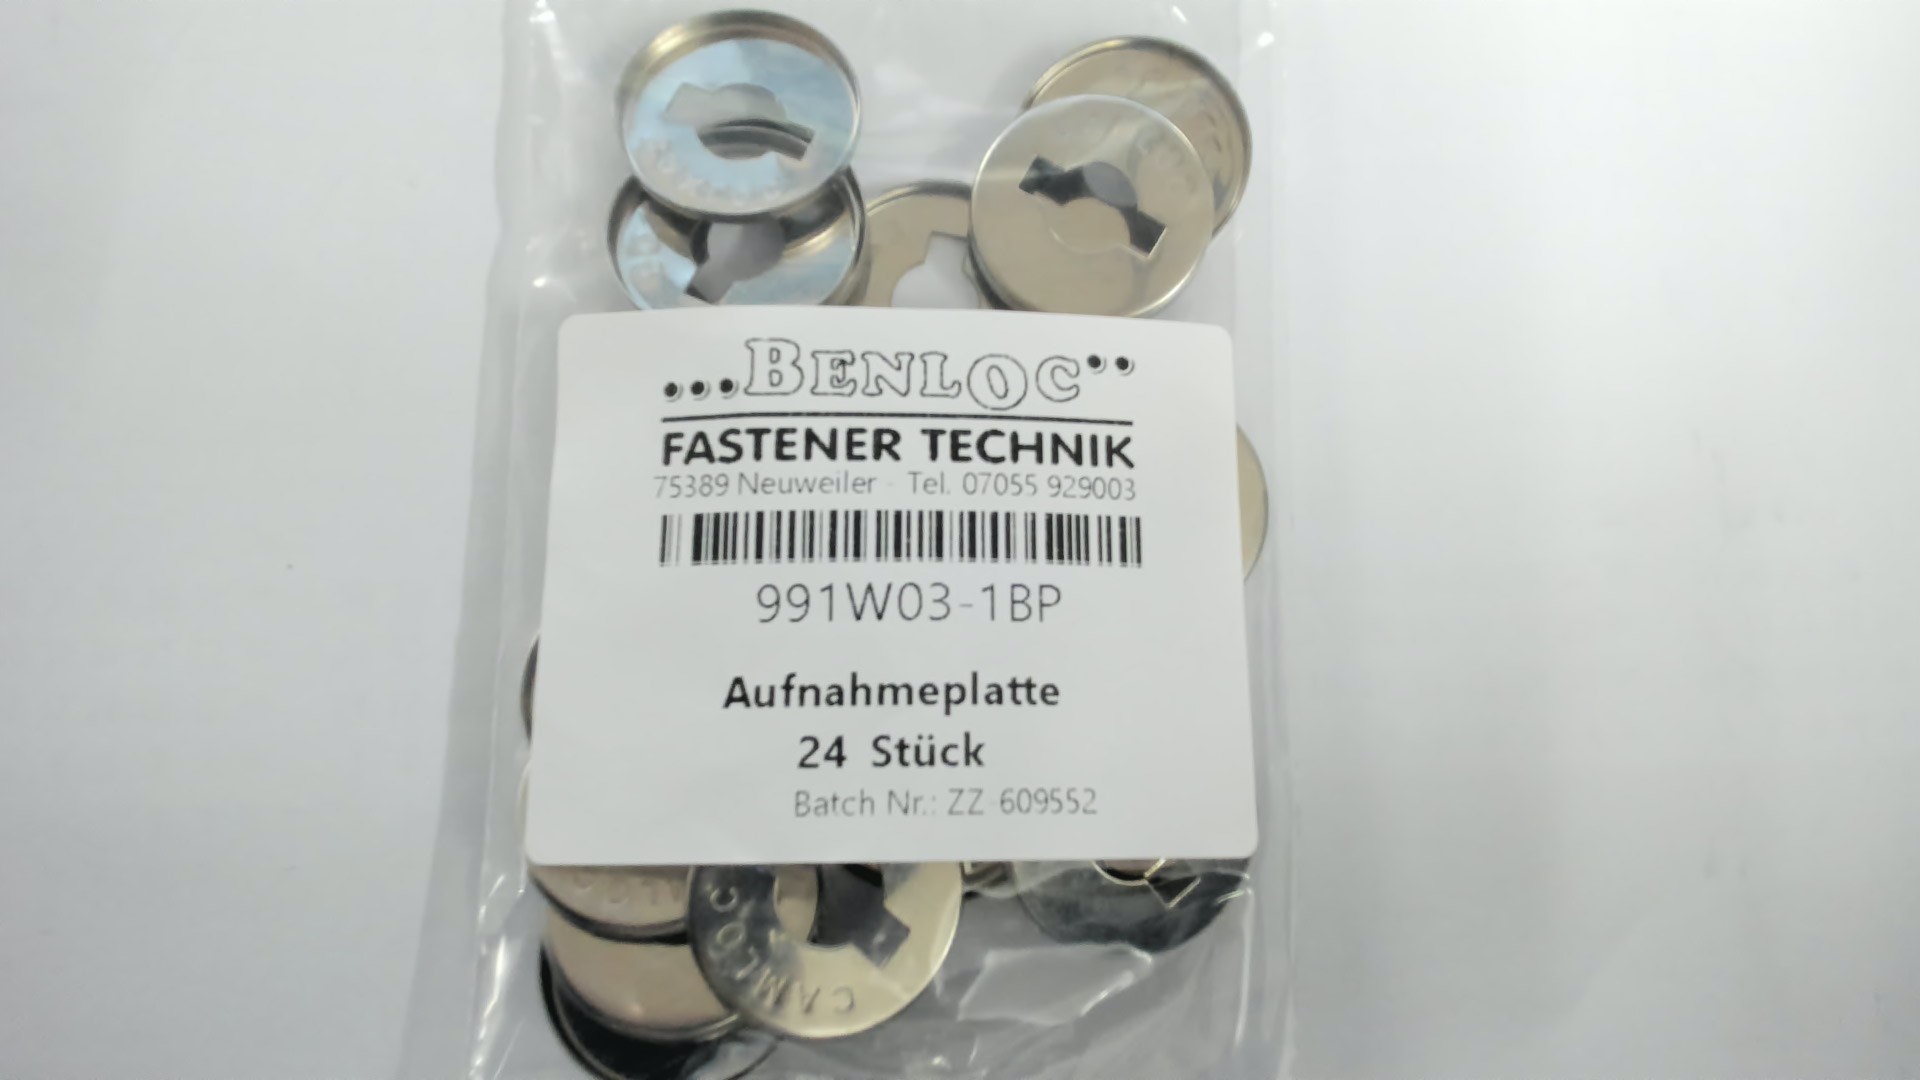 ...BENLOC..
FASTENER TECHNIK
75389 Neuweiler - Tel. 07055 929003
991W03-1BP
Aufnahmeplatte
24 Stück
Batch Nr.: ZZ 609552
CAMLOC